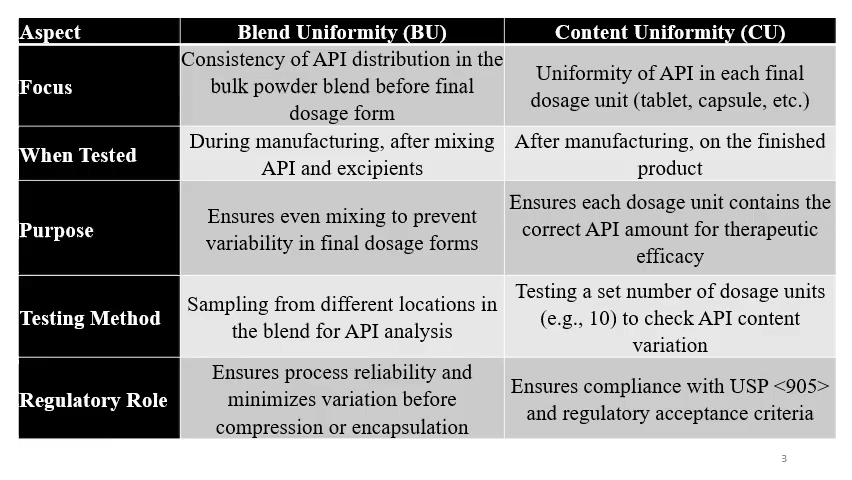 Aspect
Blend Uniformity (BU)
Content Uniformity (CU)
Focus
Consistency of API distribution in the
bulk powder blend before final
dosage form
Uniformity of API in each final
dosage unit (tablet, capsule, etc.)
When Tested
During manufacturing, after mixing
API and excipients
After manufacturing, on the finished
product
Purpose
Ensures even mixing to prevent
variability in final dosage forms
Ensures each dosage unit contains the
correct API amount for therapeutic
efficacy
Testing Method
Sampling from different locations in
the blend for API analysis
Testing a set number of dosage units
(e.g., 10) to check API content
variation
Regulatory Role
Ensures process reliability and
minimizes variation before
compression or encapsulation
Ensures compliance with USP <905>
and regulatory acceptance criteria
3